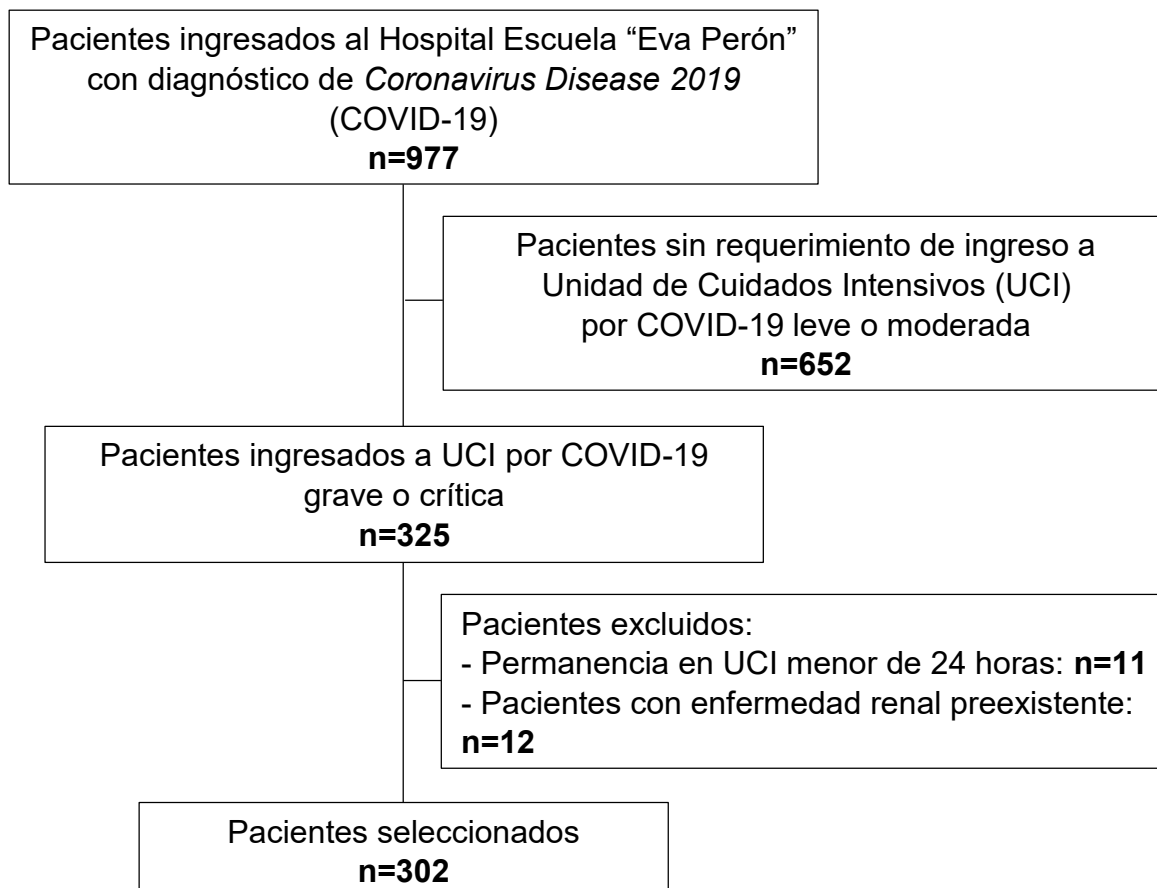 Pacientes ingresados al Hospital Escuela “Eva Perón”
con diagnóstico de Coronavirus Disease 2019
(COVID-19)
n=977
Pacientes sin requerimiento de ingreso a
Unidad de Cuidados Intensivos (UCI)
por COVID-19 leve o moderada
n=652
Pacientes ingresados a UCI por COVID-19
grave o crítica
n=325
Pacientes excluidos:
- Permanencia en UCI menor de 24 horas: n=11
- Pacientes con enfermedad renal preexistente:
n=12
Pacientes seleccionados
n=302